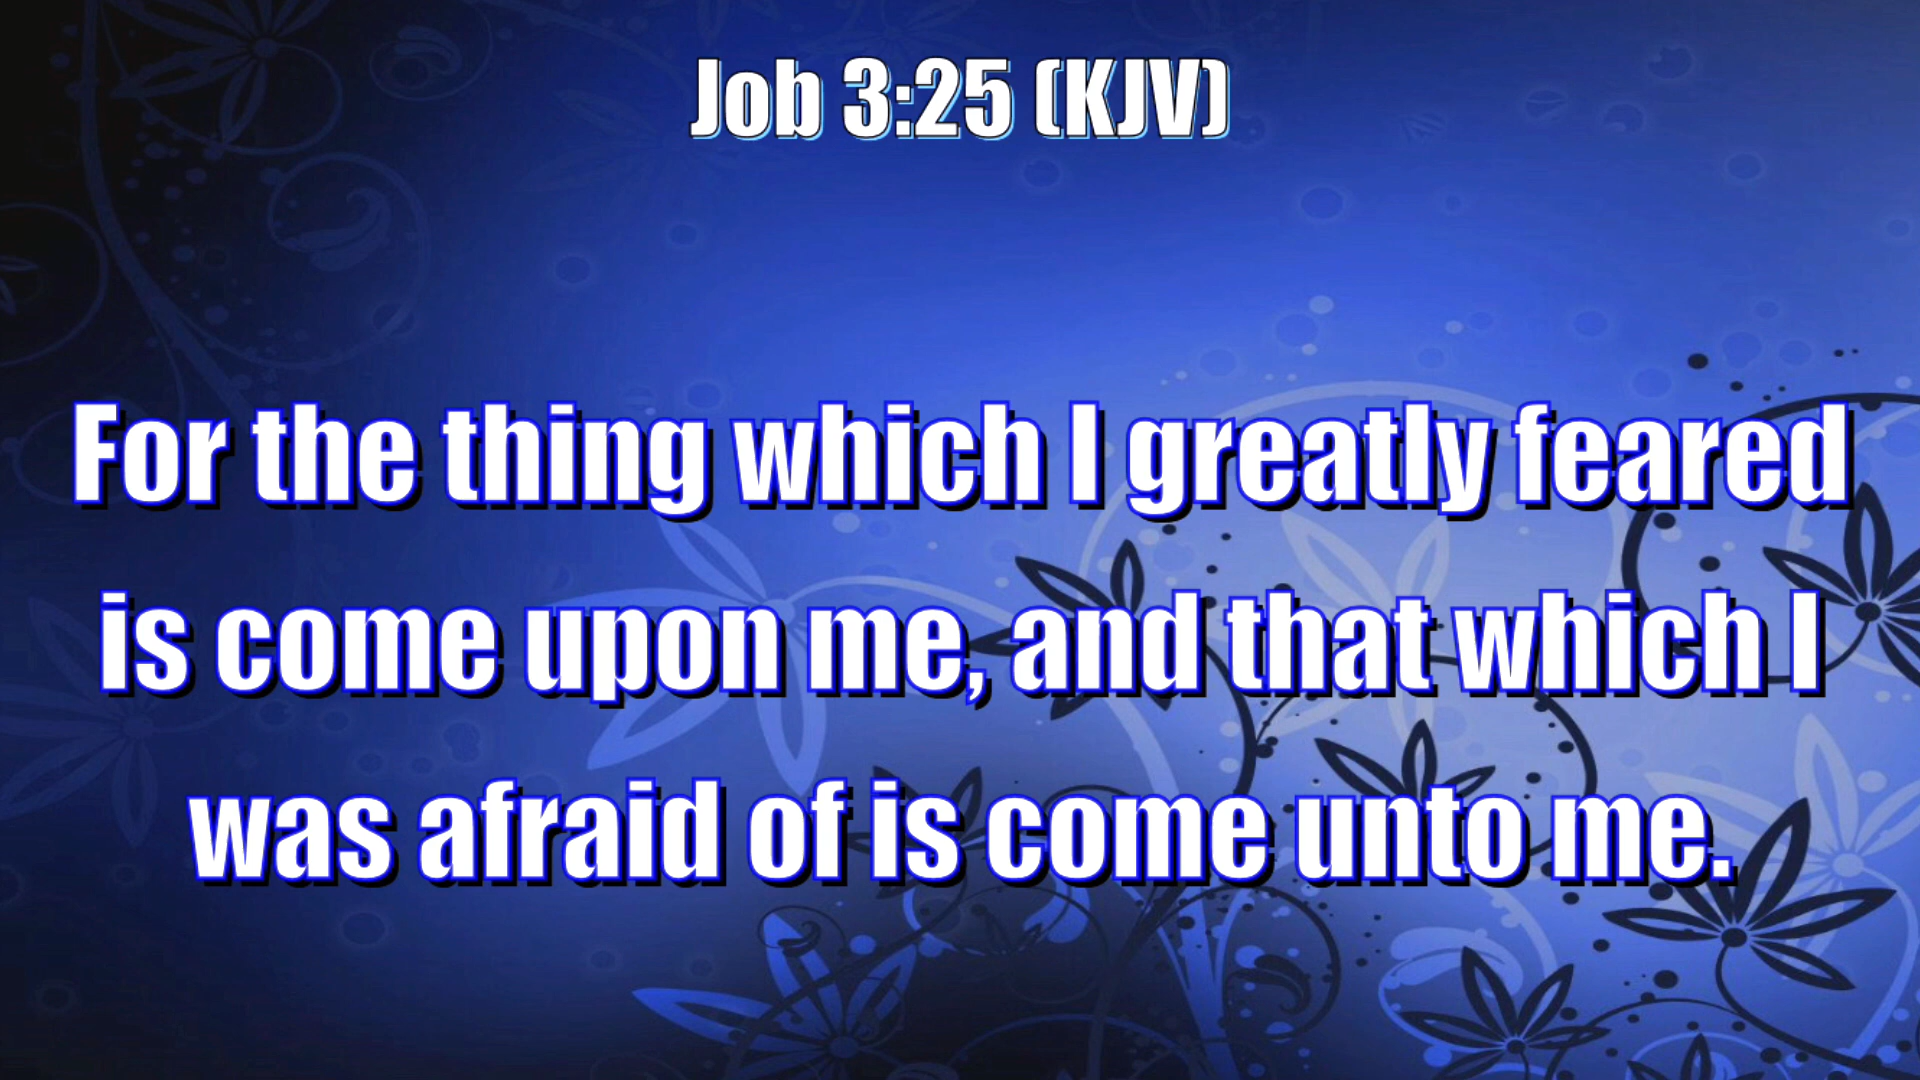 Job 3:25 (KJV)
For the thing which I greatly feared
is come upon me, and that which I
was afraid of is come unto me.